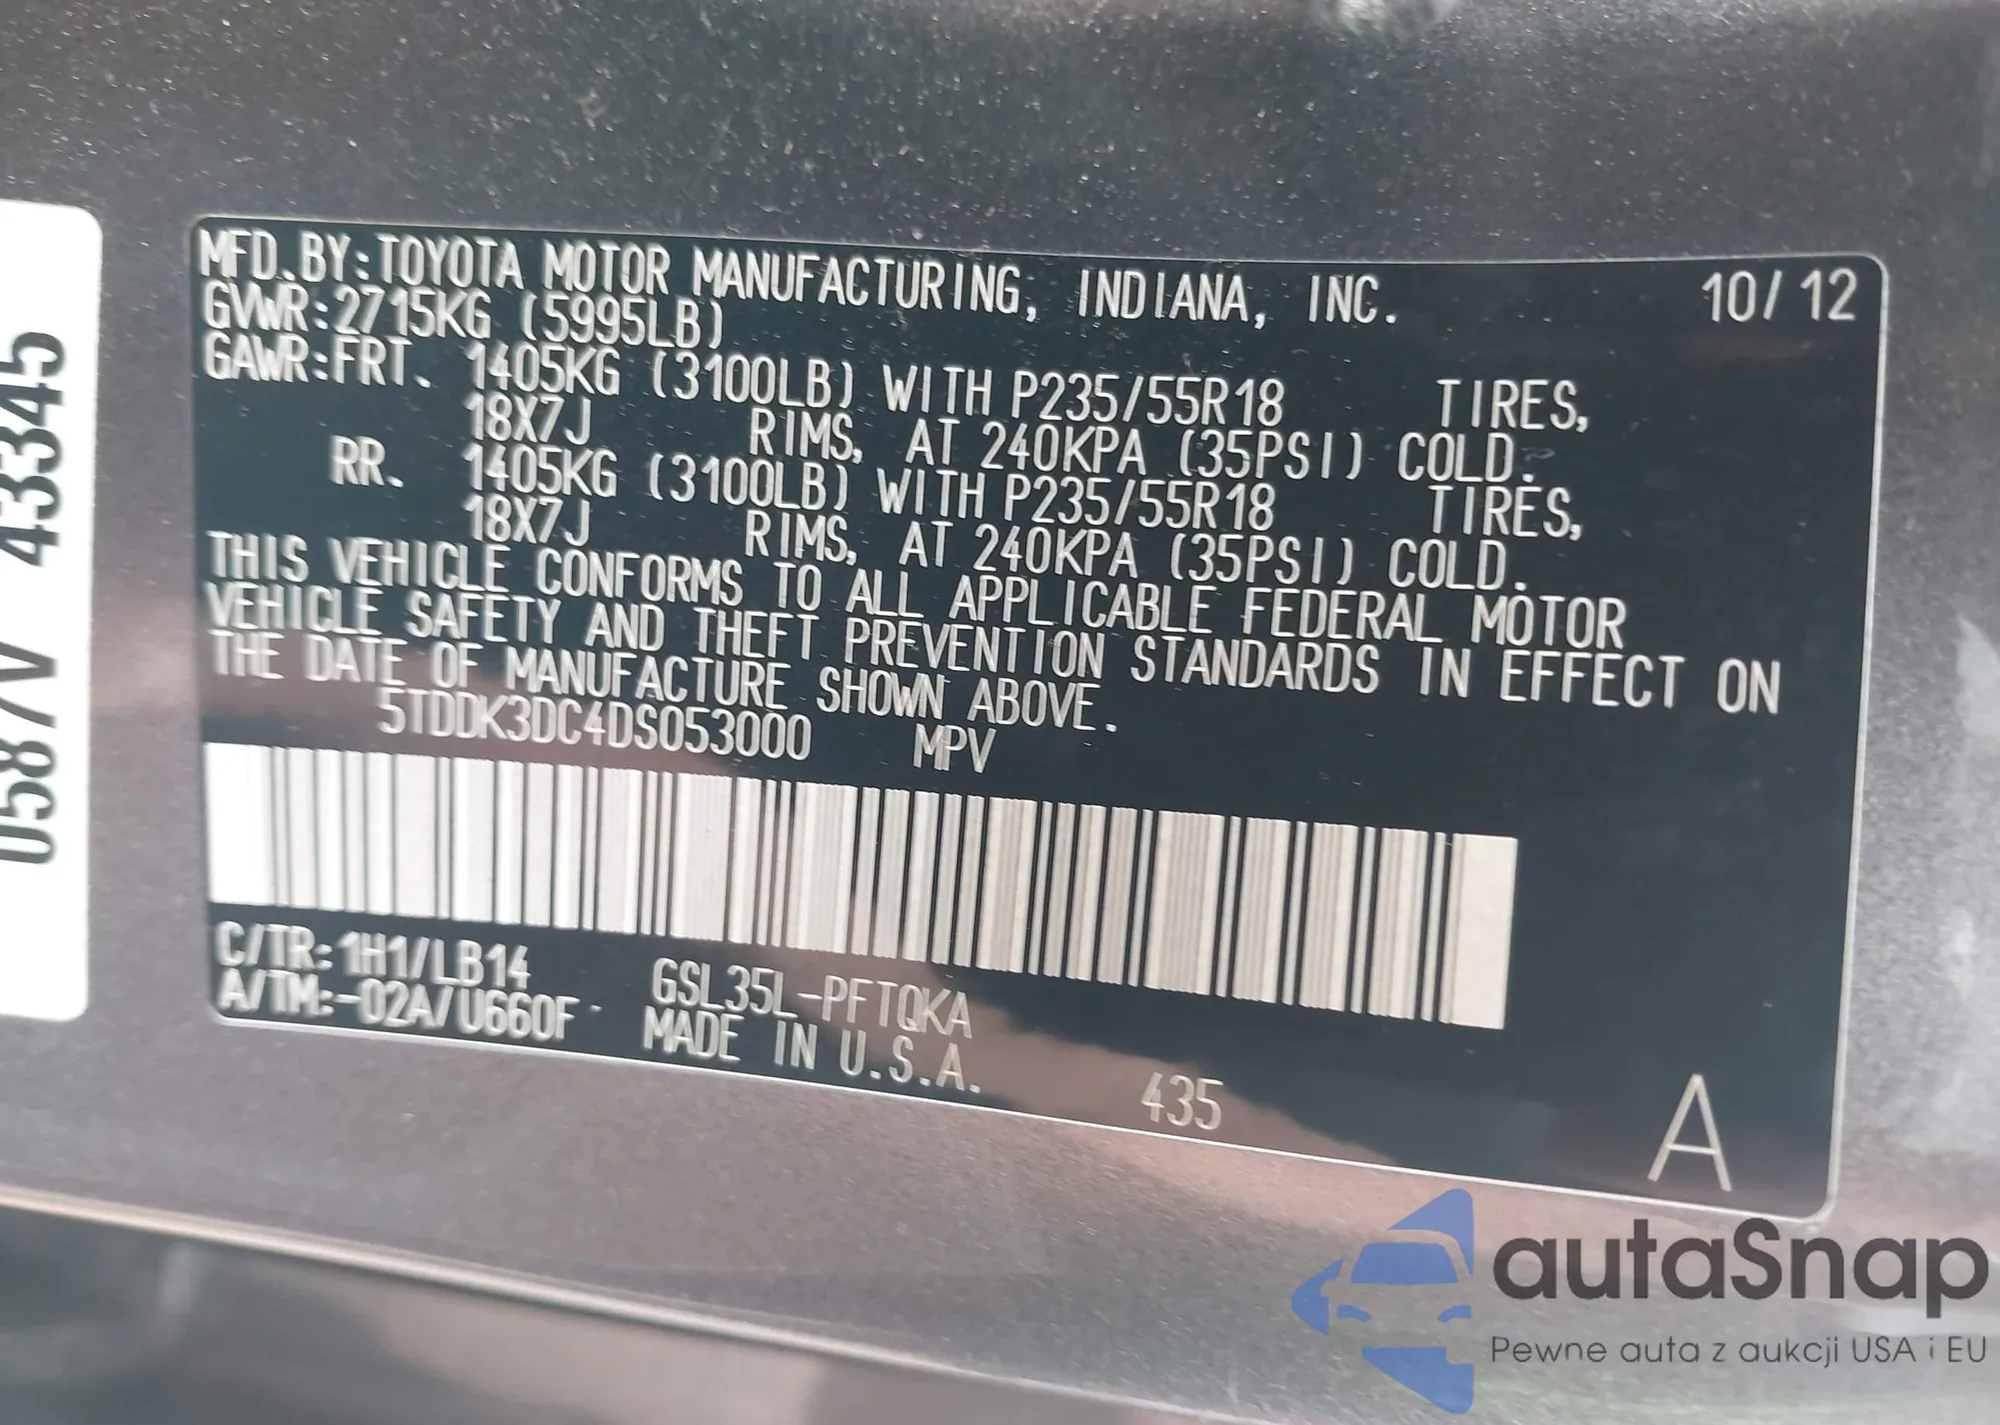 MFD.BY:TOYOTA MOTOR MANUFACTURING, INDIANA, INC. 10/12
GVWR:2715KG (5995LB)
GAWR:FRT. 1405KG (3100LB) WITH P235/55R18 TIRES,
18X7J RIMS, AT 240KPA (35PSI) COLD.
RR. 1405KG (3100LB) WITH P235/55R18 TIRES,
18X7J RIMS, AT 240KPA (35PSI) COLD.
THIS VEHICLE CONFORMS TO ALL APPLICABLE FEDERAL MOTOR
VEHICLE SAFETY AND THEFT PREVENTION STANDARDS IN EFFECT ON
THE DATE OF MANUFACTURE SHOWN ABOVE.
5TDDK3DC4DS053000 MPV
C/TR:1H1/LB14 GSL35L-PFTQKA
A/TM:-02A/U660F MADE IN U.S.A.
435
A
0587V 43345
autaSnap
Pewne auta z aukcji USA i EU